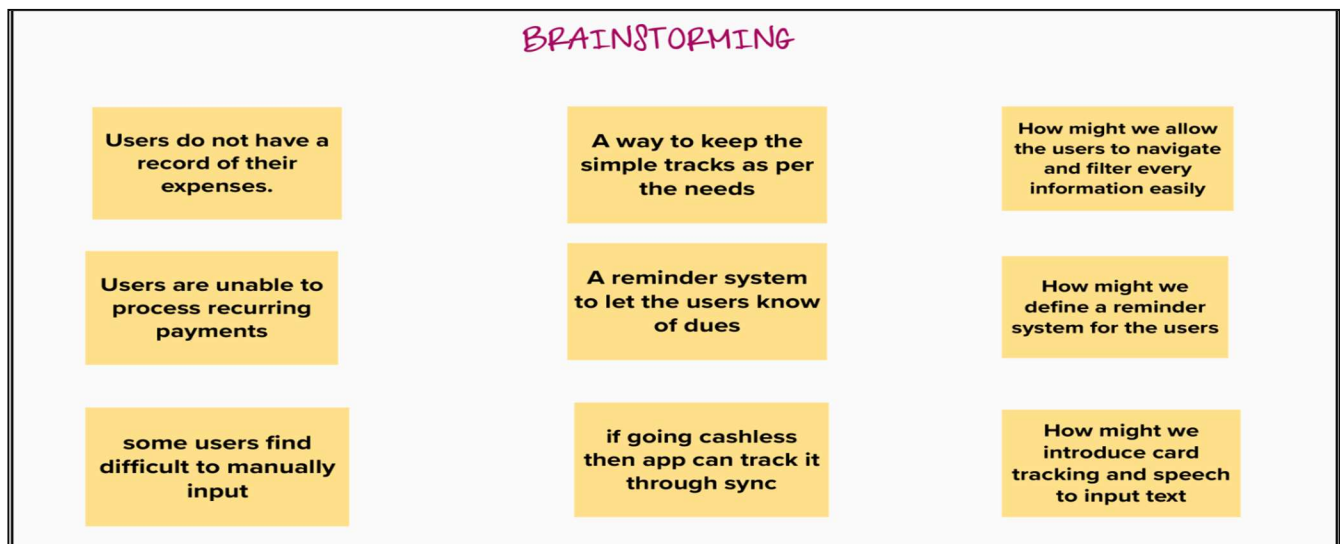 BRAINSTORMING
Users do not have a
record of their
expenses.
A way to keep the
simple tracks as per
the needs
How might we allow
the users to navigate
and filter every
information easily
Users are unable to
process recurring
payments
A reminder system
to let the users know
of dues
How might we
define a reminder
system for the users
some users find
difficult to manually
input
if going cashless
then app can track it
through sync
How might we
introduce card
tracking and speech
to input text